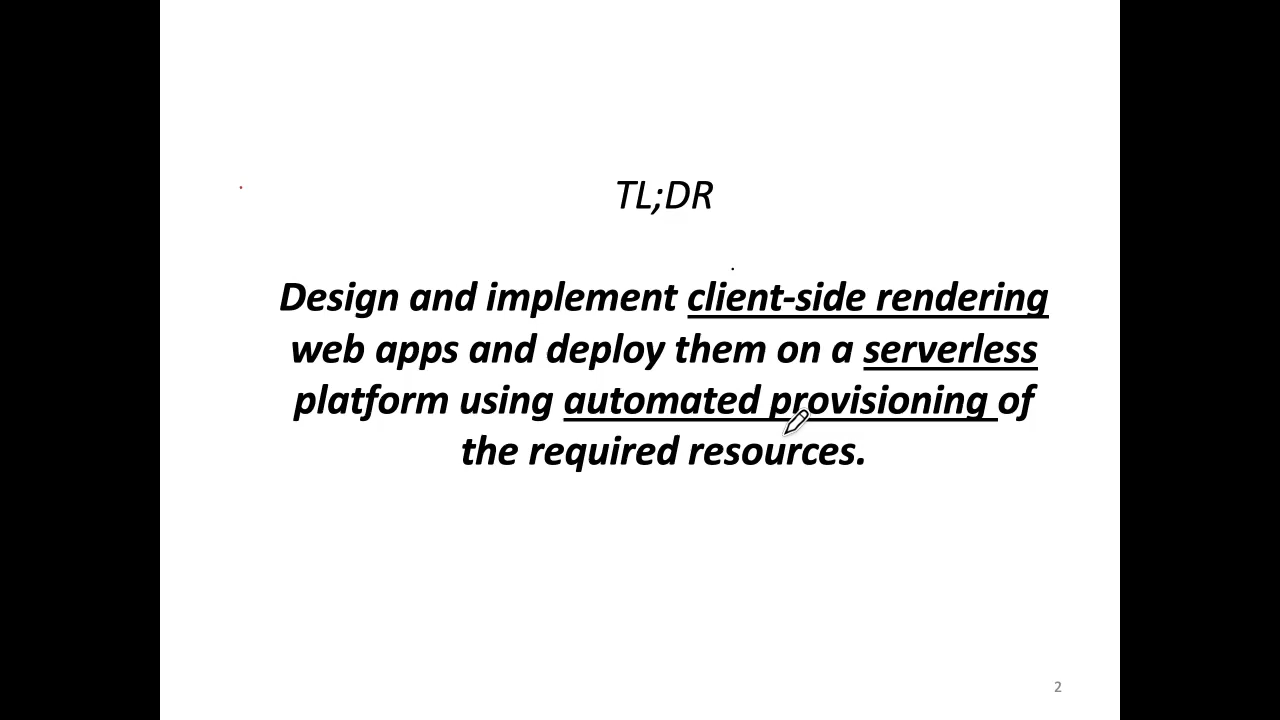 TL;DR
Design and implement client-side rendering
web apps and deploy them on a serverless
platform using automated provisioning of
the required resources.
2